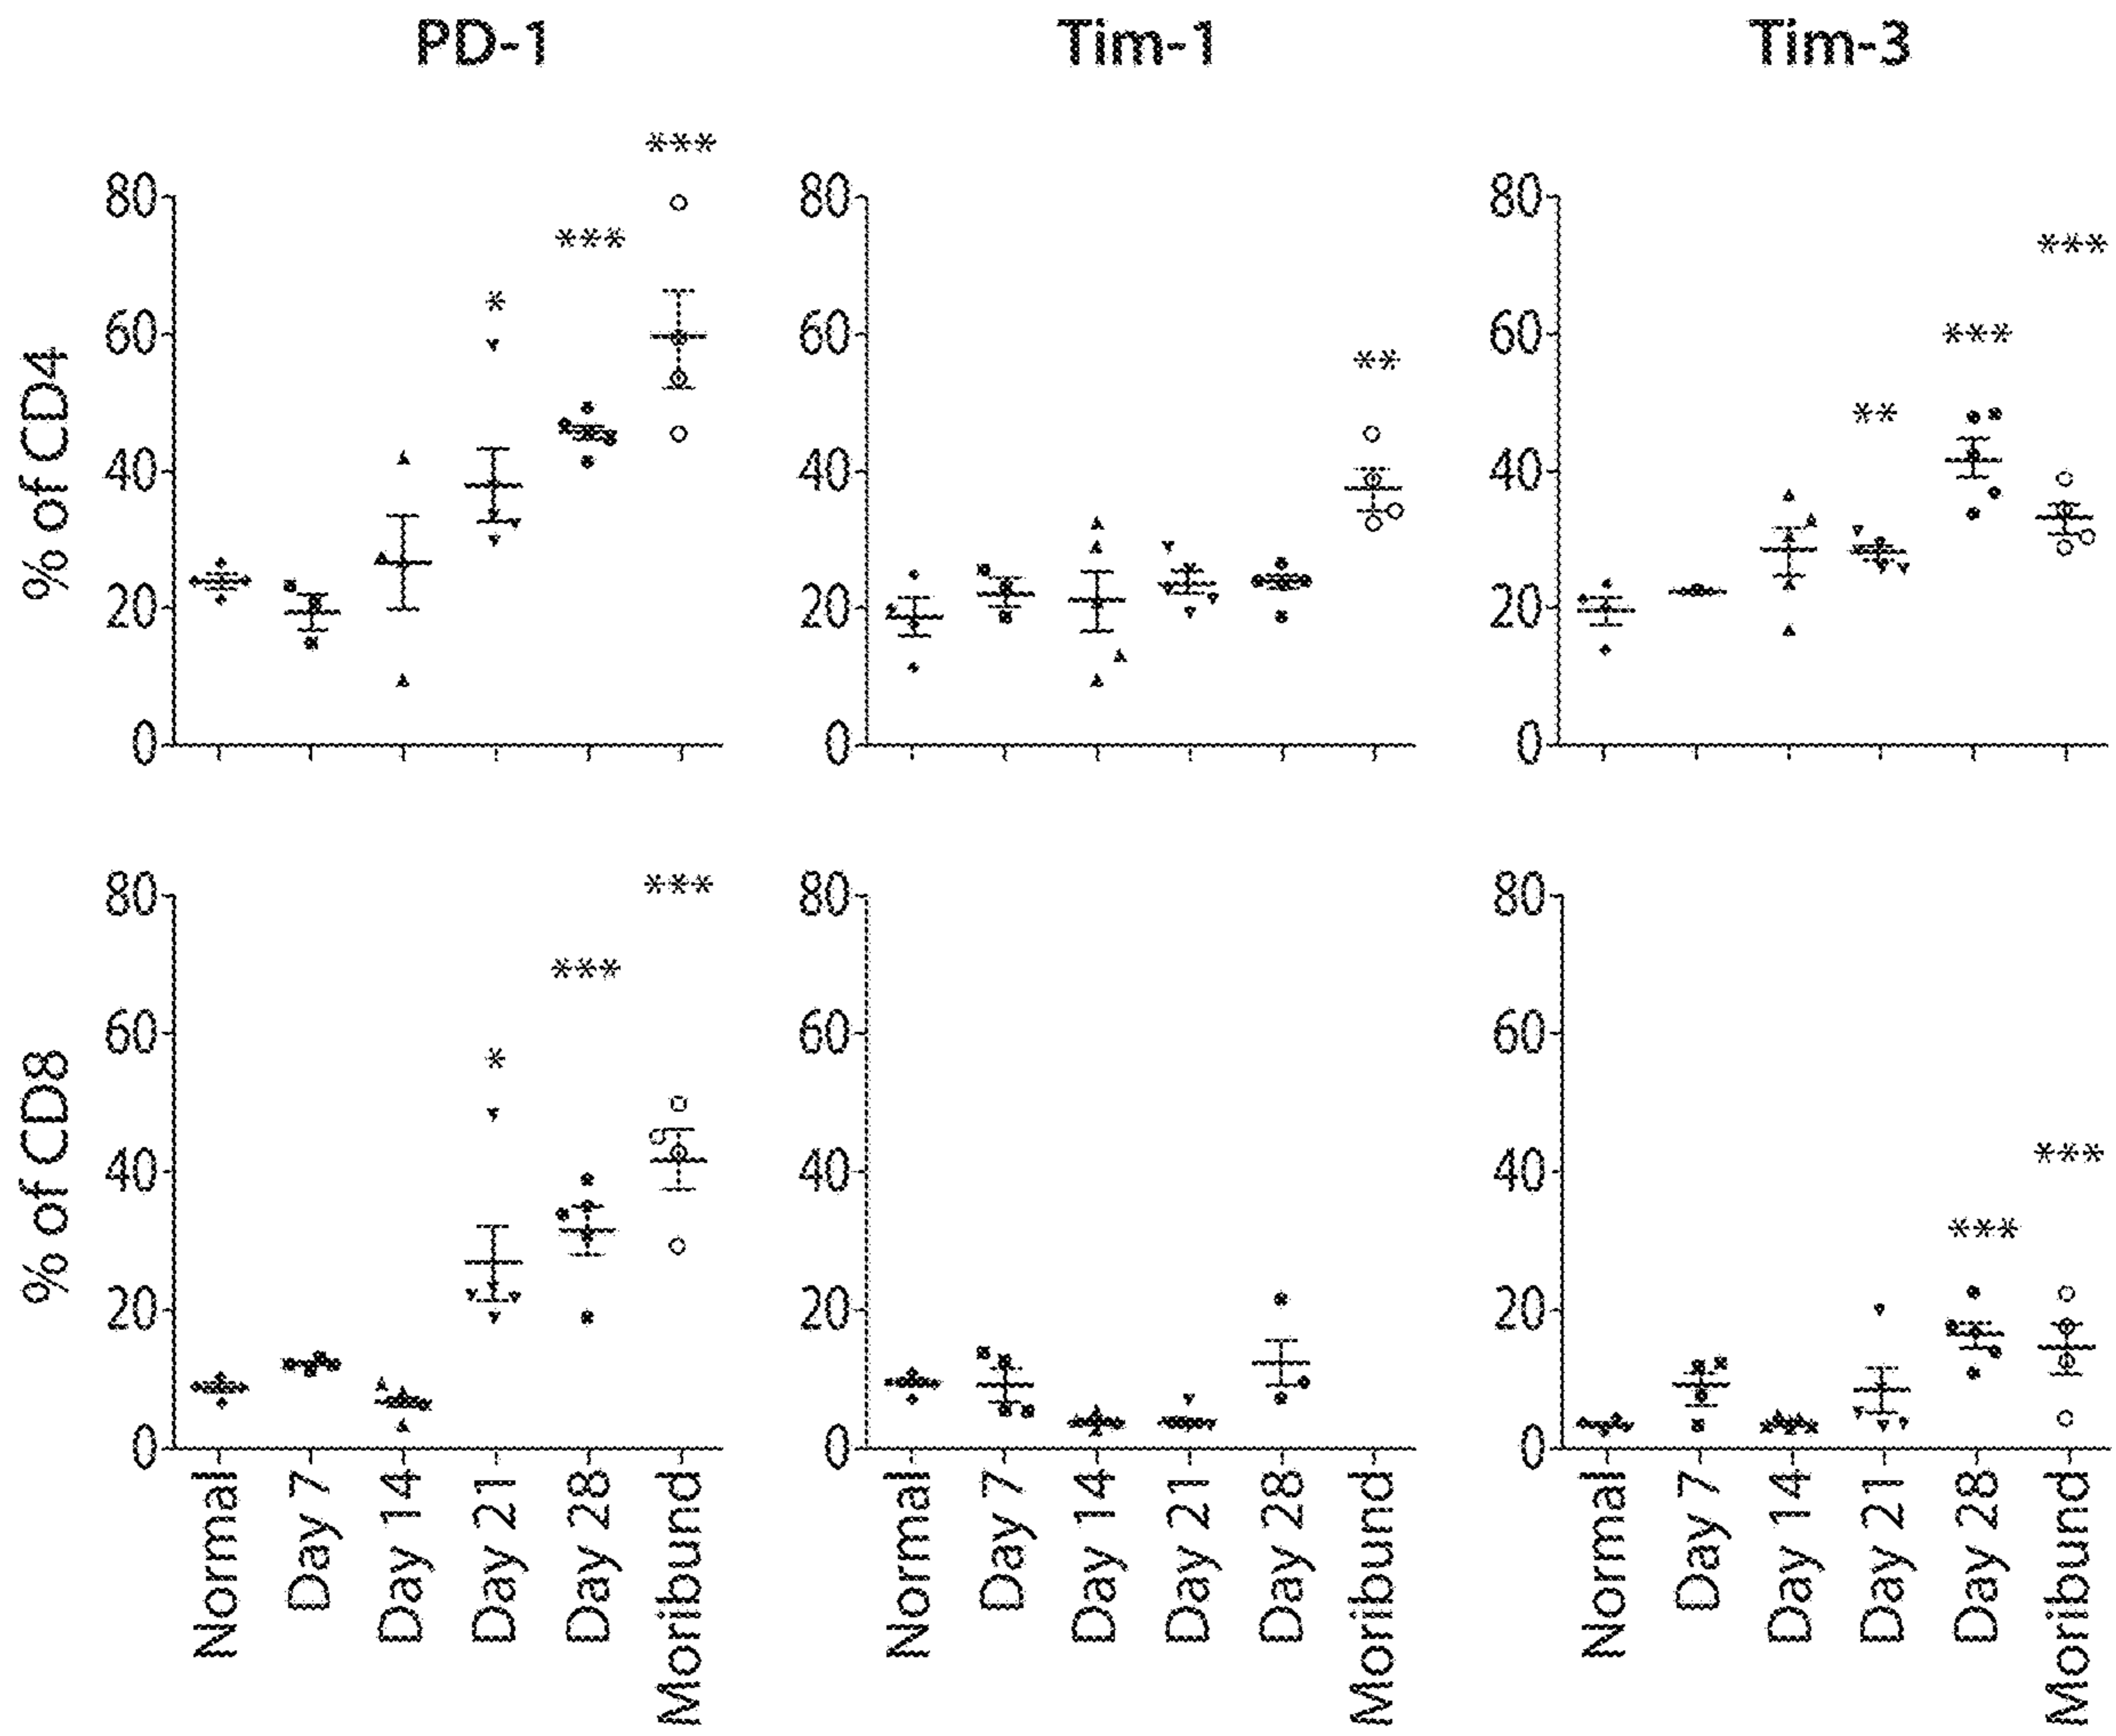 PD-1 Tim-1 Tim-3
% of CD4
80
60
40
20
0
*
***
***
80
60
40
20
0
**
80
60
40
20
0
**
***
***
% of CD8
80
60
40
20
0
*
***
***
80
60
40
20
0
80
60
40
20
0
***
***
Normal
Day 7
Day 14
Day 21
Day 28
Moribund
Normal
Day 7
Day 14
Day 21
Day 28
Moribund
Normal
Day 7
Day 14
Day 21
Day 28
Moribund